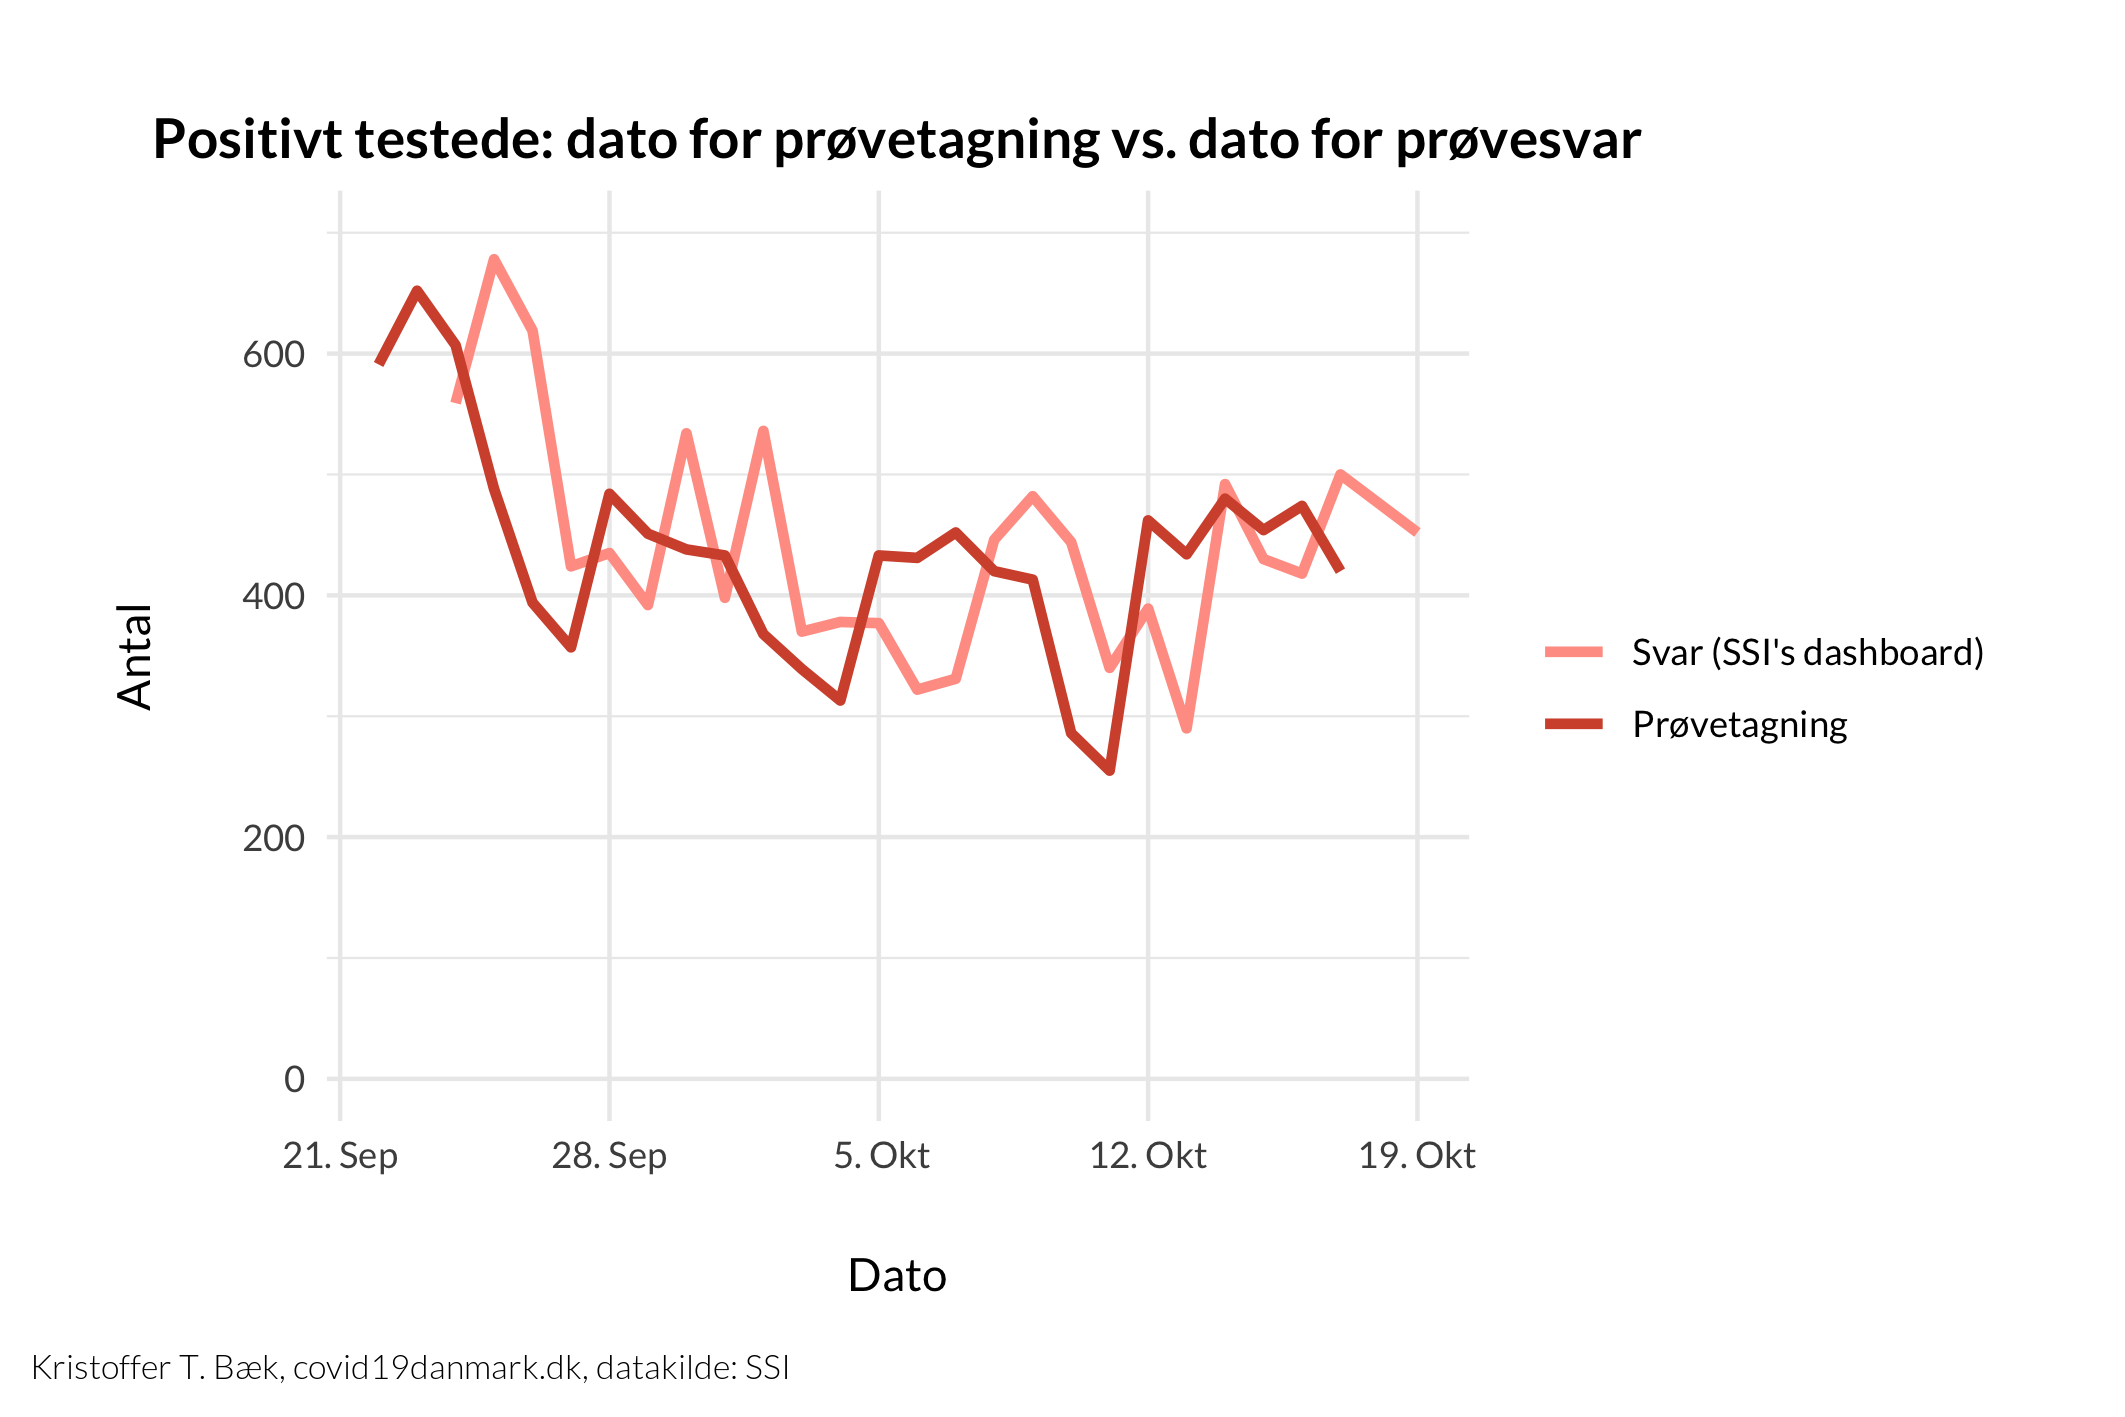 Positivt testede: dato for prøvetagning vs. dato for prøvesvar
Antal
600
400
200
0
21. Sep
28. Sep
5. Okt
12. Okt
19. Okt
Dato
Svar (SSI's dashboard)
Prøvetagning
Kristoffer T. Bæk, covid19danmark.dk, datakilde: SSI